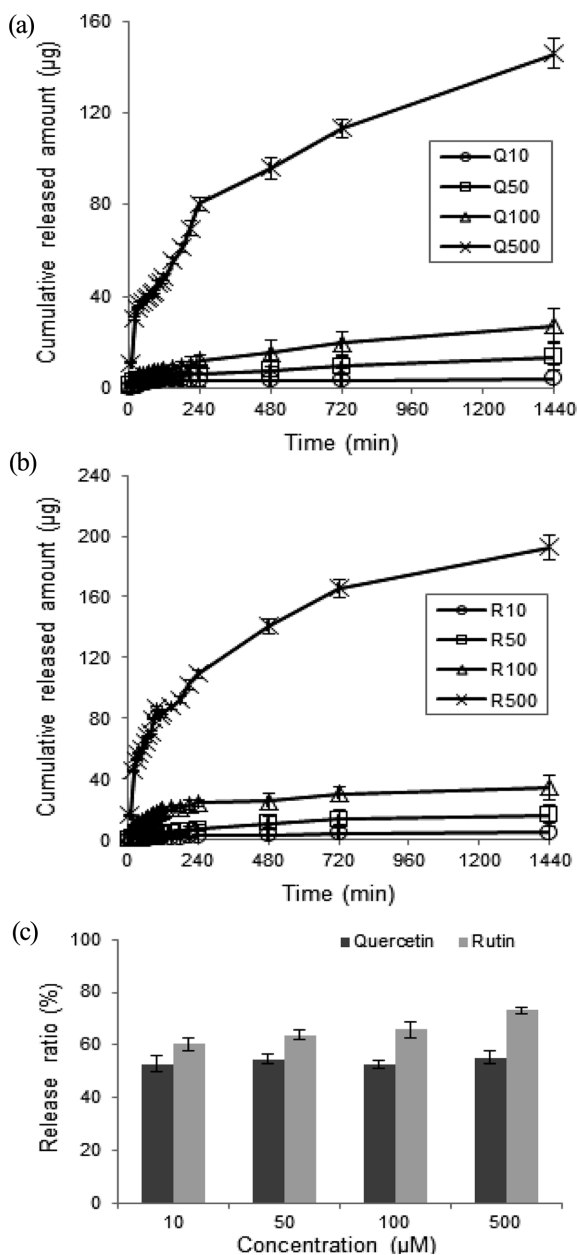 (a)
Cumulative released amount (µg)
160
120
80
40
0
Q10
Q50
Q100
Q500
0 240 480 720 960 1200 1440
Time (min)
(b)
Cumulative released amount (µg)
240
200
160
120
80
40
0
R10
R50
R100
R500
0 240 480 720 960 1200 1440
Time (min)
(c)
Release ratio (%)
100
80
60
40
20
0
Quercetin Rutin
10 50 100 500
Concentration (µM)